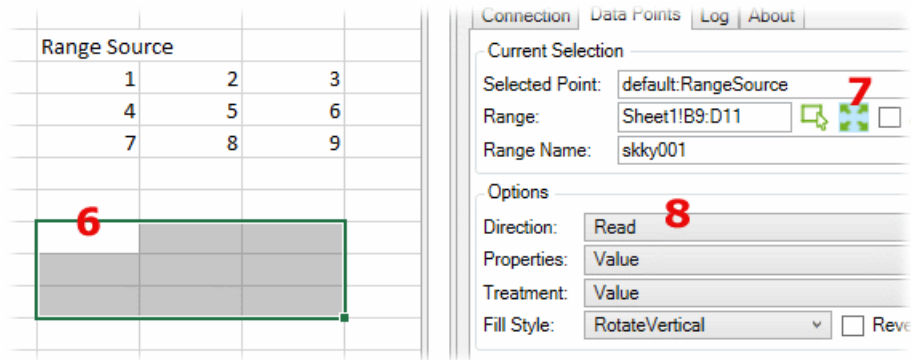 Range Source
1 2 3
4 5 6
7 8 9
6
Connection Data Points Log About
Current Selection
Selected Point: default:RangeSource
7
Range: Sheet1!B9:D11
Range Name: skky001
Options
8
Direction: Read
Properties: Value
Treatment: Value
Fill Style: RotateVertical